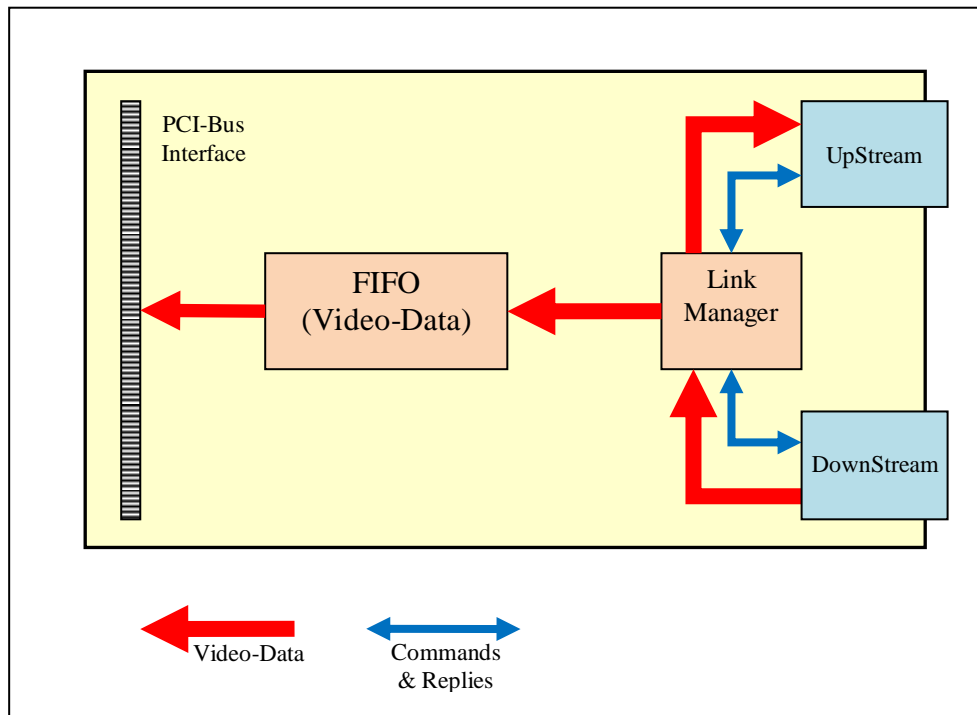 PCI-Bus
Interface
UpStream
FIFO
(Video-Data)
Link
Manager
DownStream
Video-Data
Commands
& Replies